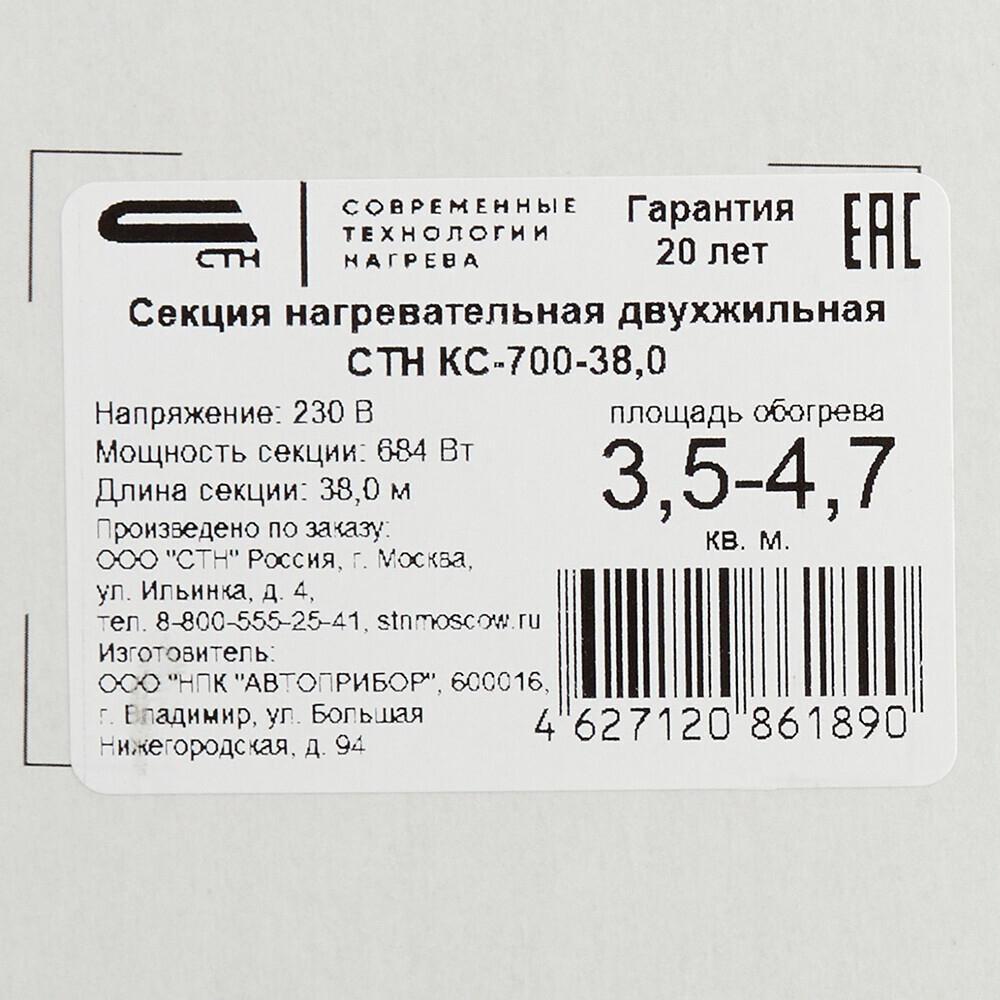 СТН
СОВРЕМЕННЫЕ
ТЕХНОЛОГИИ
НАГРЕВА
Гарантия
20 лет
ЕАС
Секция нагревательная двухжильная
СТН КС-700-38,0
Напряжение: 230 В
Мощность секции: 684 Вт
Длина секции: 38,0 м
Произведено по заказу:
ООО "СТН" Россия, г. Москва,
ул. Ильинка, д. 4,
тел. 8-800-555-25-41, stnmoscow.ru
Изготовитель:
ООО "НПК "АВТОПРИБОР", 600016,
г. Владимир, ул. Большая
Нижегородская, д. 94
площадь обогрева
3,5-4,7
кв. м.
4 627120 861890